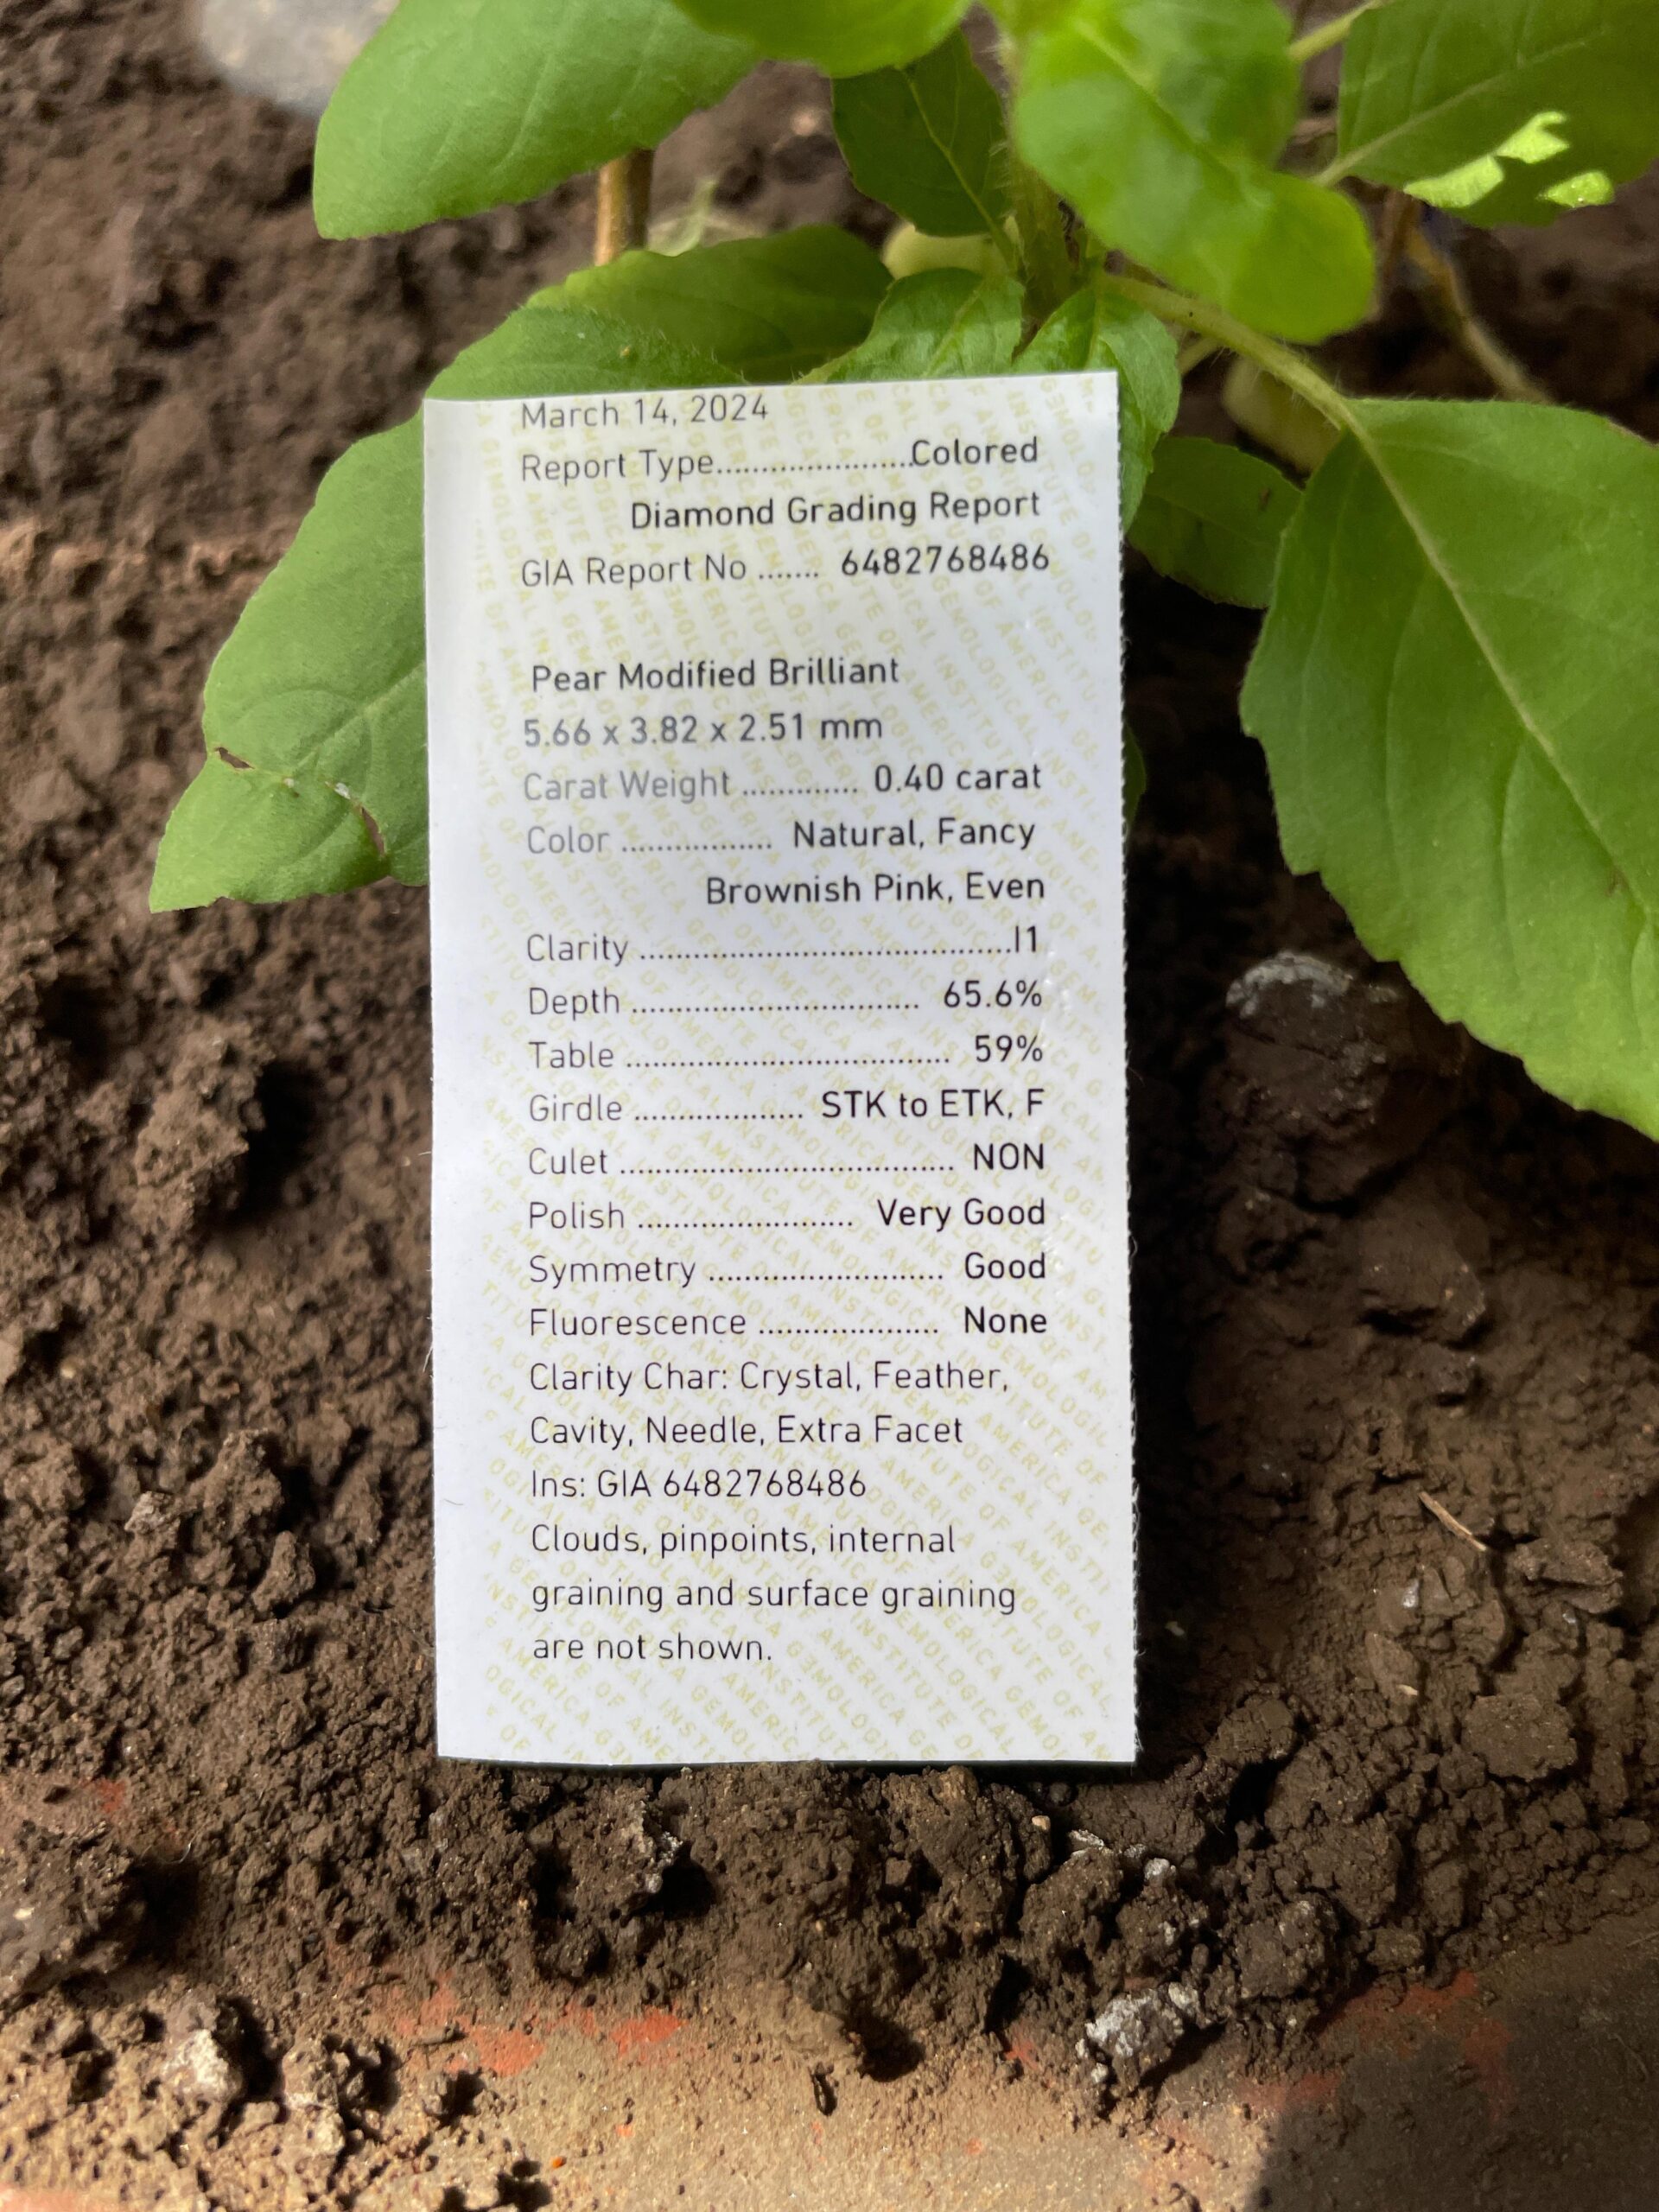 March 14, 2024
Report Type......................Colored
Diamond Grading Report
GIA Report No ....... 6482768486
Pear Modified Brilliant
5.66 x 3.82 x 2.51 mm
Carat Weight ............. 0.40 carat
Color ................. Natural, Fancy
Brownish Pink, Even
Clarity ..........................................I1
Depth ................................ 65.6%
Table .................................... 59%
Girdle ................... STK to ETK, F
Culet ..................................... NON
Polish ........................ Very Good
Symmetry .......................... Good
Fluorescence .................... None
Clarity Char: Crystal, Feather,
Cavity, Needle, Extra Facet
Ins: GIA 6482768486
Clouds, pinpoints, internal
graining and surface graining
are not shown.